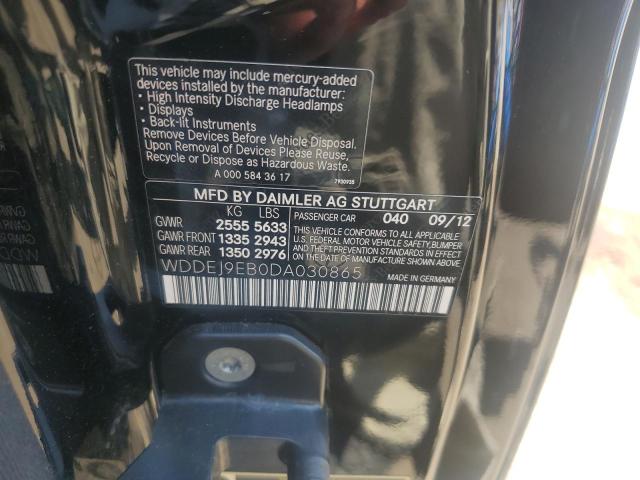 This vehicle may include mercury-added
devices installed by the manufacturer:
• High Intensity Discharge Headlamps
• Displays
• Back-lit Instruments
Remove Devices Before Vehicle Disposal.
Upon Removal of Devices Please Reuse,
Recycle or Dispose as Hazardous Waste.
A 000 584 36 17
7930935
MFD BY DAIMLER AG STUTTGART
KG LBS
PASSENGER CAR 040 09/12
GVWR 2555 5633
GAWR FRONT 1335 2943
GAWR REAR 1350 2976
THIS VEHICLE CONFORMS TO ALL APPLICABLE
U.S. FEDERAL MOTOR VEHICLE SAFETY,BUMPER
AND THEFT PREVENTION STANDARDS IN EFFECT
ON THE DATE OF MANUFACTURE SHOWN ABOVE.
WDDEJ9EB0DA030865
MADE IN GERMANY